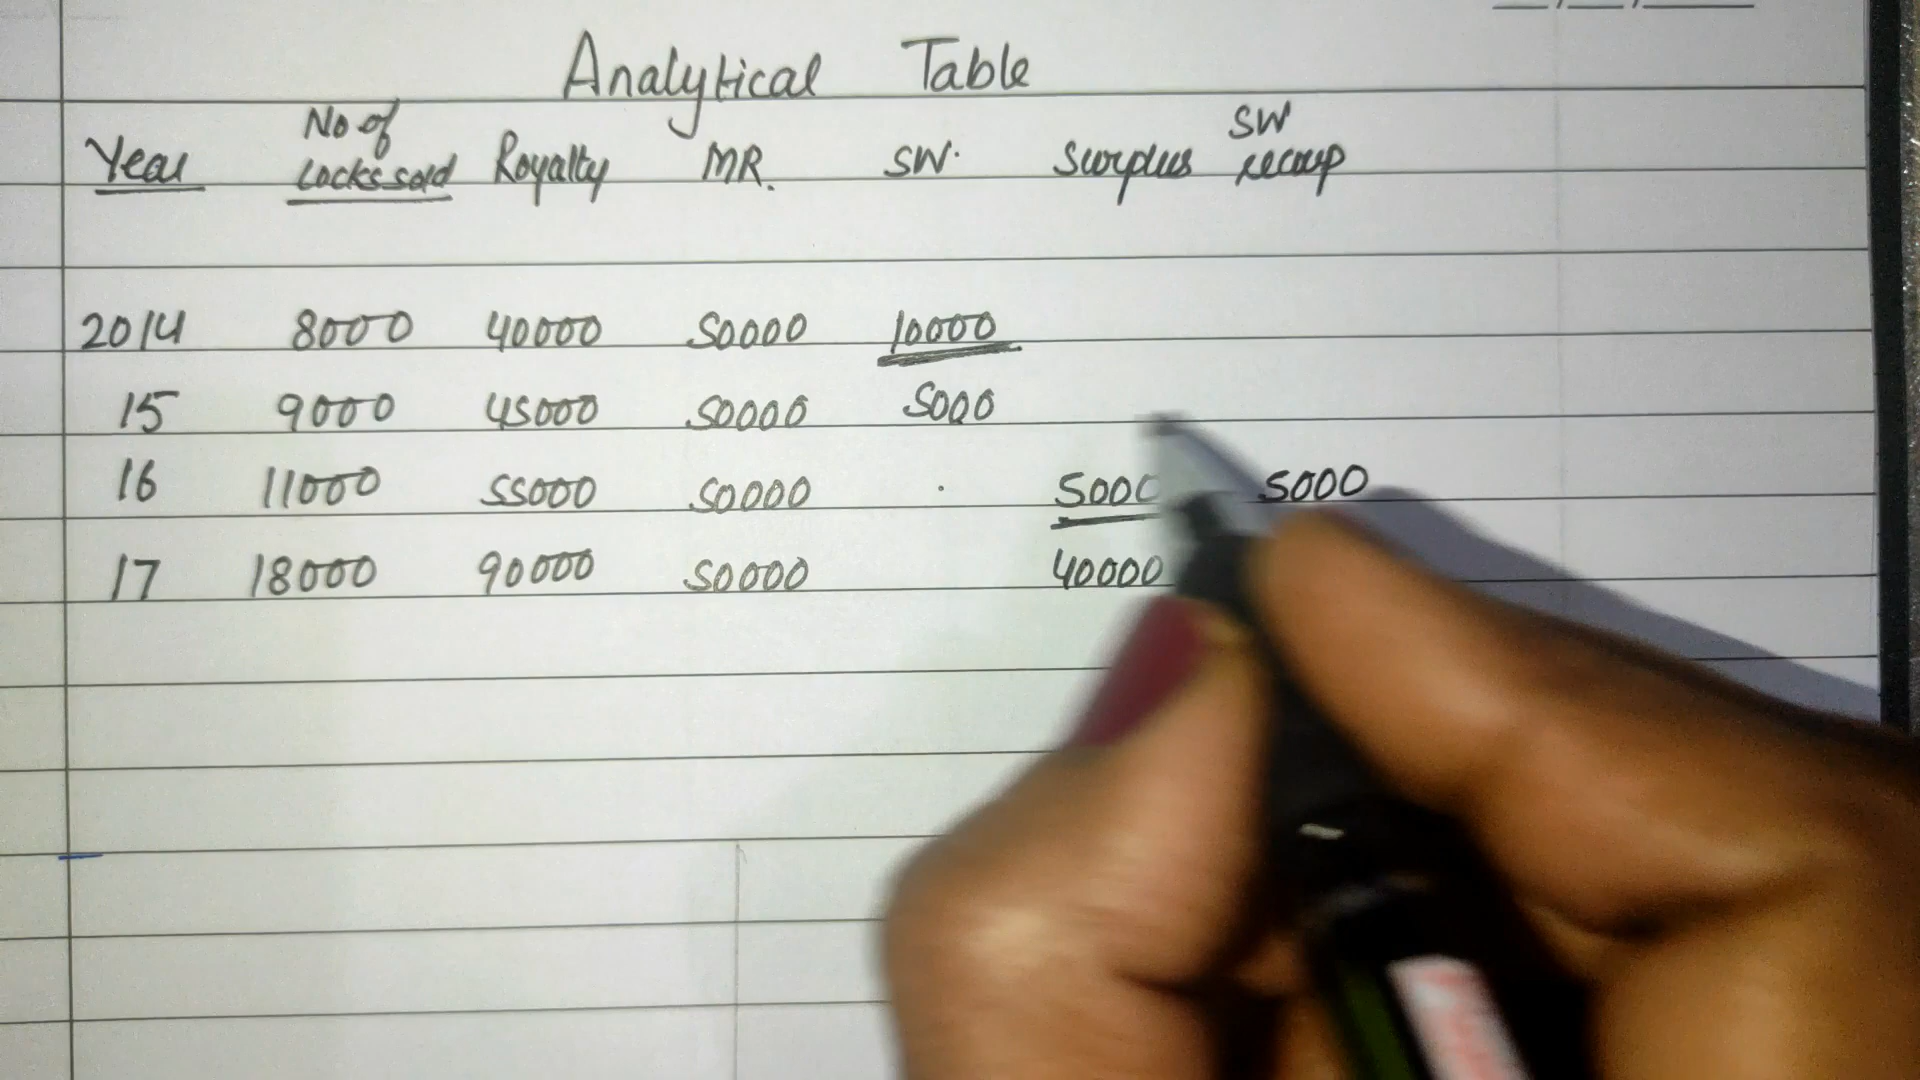 Analytical Table
Year No of Locks sold Royalty MR. SW. Surplus SW recoup
2014 8000 40000 50000 10000
15 9000 45000 50000 5000
16 11000 55000 50000 . 5000 5000
17 18000 90000 50000 40000